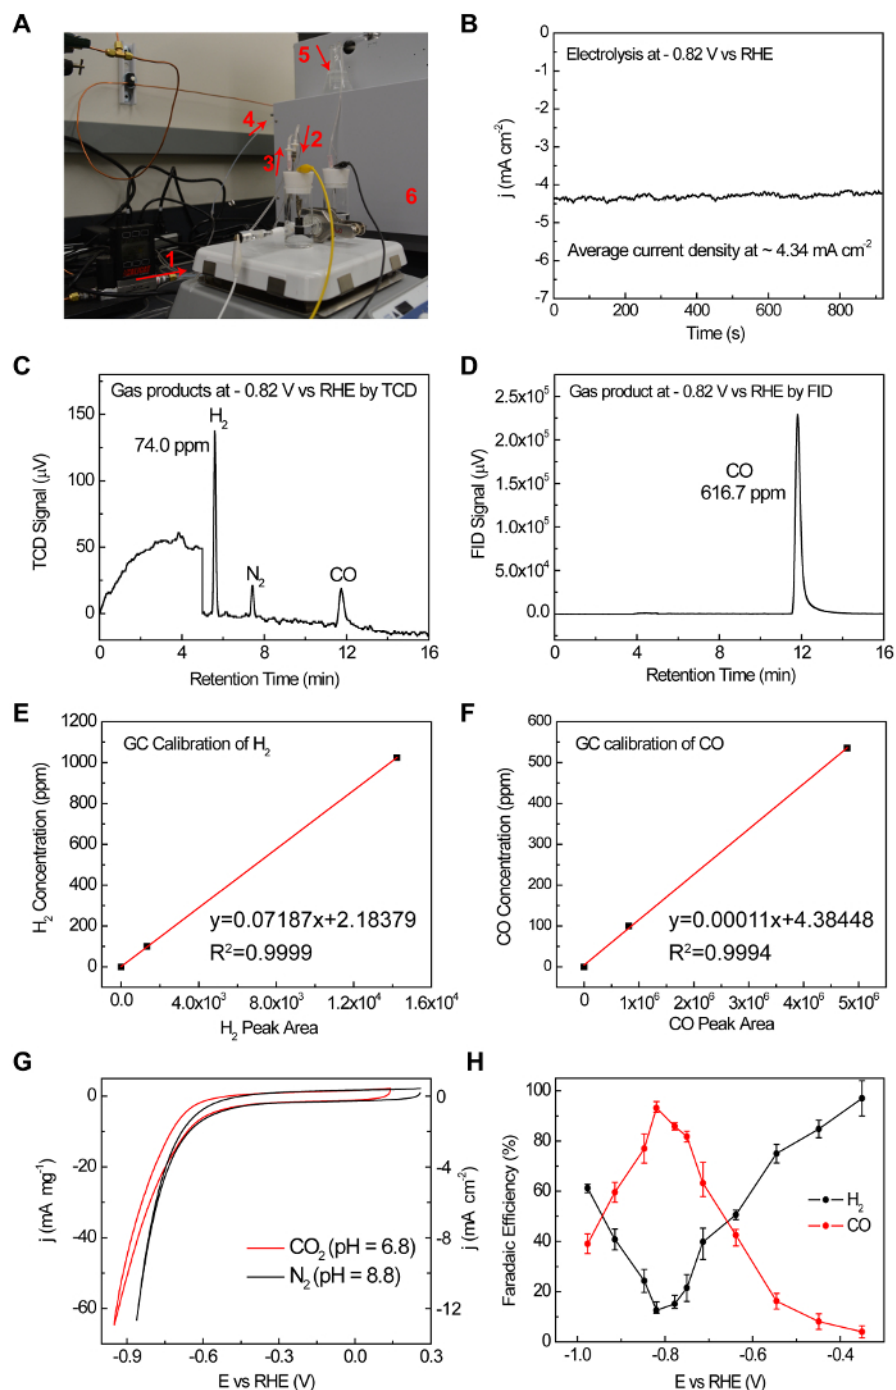 A
5
4
2
3
6
1
B
Electrolysis at - 0.82 V vs RHE
Average current density at ~ 4.34 mA cm⁻²
j (mA cm⁻²)
0
-1
-2
-3
-4
-5
-6
-7
0 200 400 600 800
Time (s)
C
Gas products at - 0.82 V vs RHE by TCD
H₂
74.0 ppm
N₂
CO
TCD Signal (μV)
150
100
50
0
0 4 8 12 16
Retention Time (min)
D
Gas product at - 0.82 V vs RHE by FID
CO
616.7 ppm
FID Signal (μV)
2.5x10⁵
2.0x10⁵
1.5x10⁵
1.0x10⁵
5.0x10⁴
0.0
0 4 8 12 16
Retention Time (min)
E
GC Calibration of H₂
y=0.07187x+2.18379
R²=0.9999
H₂ Concentration (ppm)
1200
1000
800
600
400
200
0
0.0 4.0x10³ 8.0x10³ 1.2x10⁴ 1.6x10⁴
H₂ Peak Area
F
GC calibration of CO
y=0.00011x+4.38448
R²=0.9994
CO Concentration (ppm)
600
500
400
300
200
100
0
0 1x10⁶ 2x10⁶ 3x10⁶ 4x10⁶ 5x10⁶
CO Peak Area
G
CO₂ (pH = 6.8)
N₂ (pH = 8.8)
j (mA mg⁻¹)
0
-20
-40
-60
j (mA cm⁻²)
0
-4
-8
-12
-0.9 -0.6 -0.3 0.0 0.3
E vs RHE (V)
H
H₂
CO
Faradaic Efficiency (%)
100
80
60
40
20
0
-1.0 -0.8 -0.6 -0.4
E vs RHE (V)